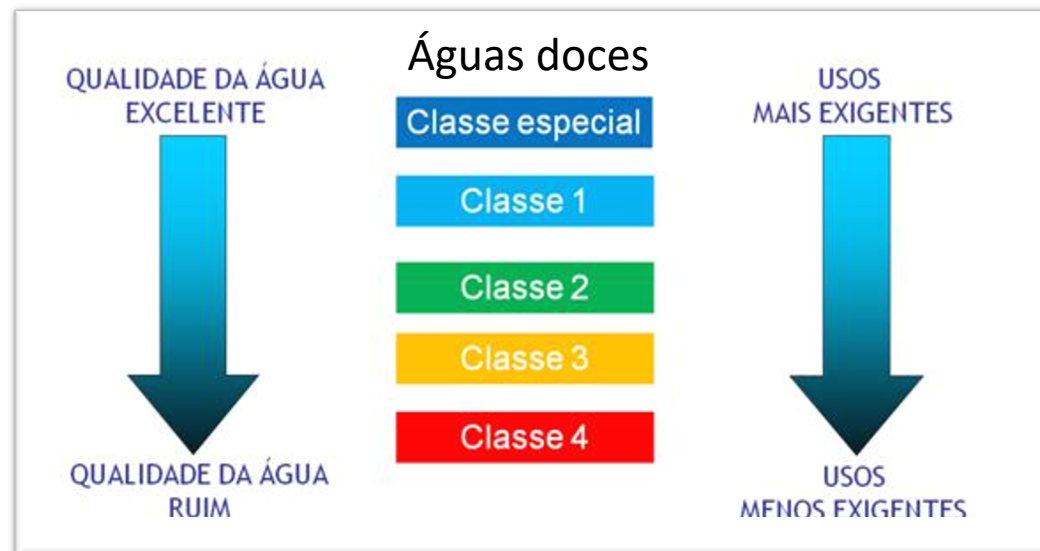 Águas doces
QUALIDADE DA ÁGUA
EXCELENTE
USOS
MAIS EXIGENTES
Classe especial
Classe 1
Classe 2
Classe 3
Classe 4
QUALIDADE DA ÁGUA
RUIM
USOS
MENOS EXIGENTES